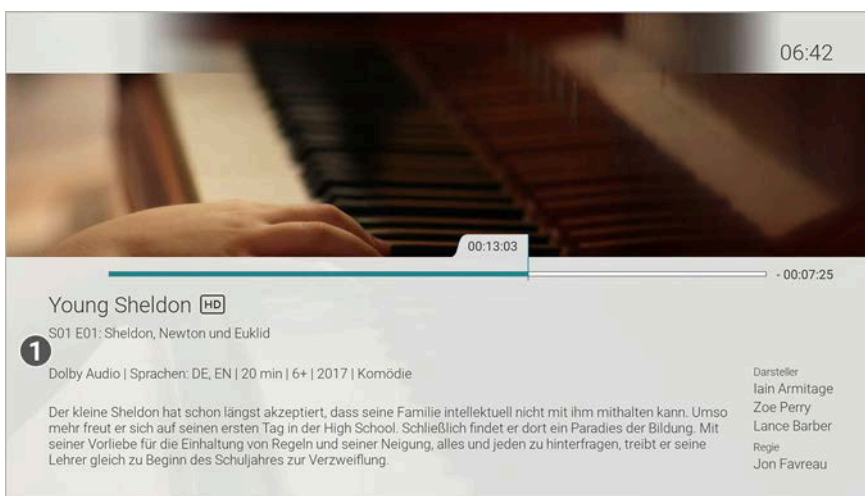 06:42
00:13:03
- 00:07:25
Young Sheldon HD
S01 E01: Sheldon, Newton und Euklid
1
Dolby Audio | Sprachen: DE, EN | 20 min | 6+ | 2017 | Komödie
Der kleine Sheldon hat schon längst akzeptiert, dass seine Familie intellektuell nicht mit ihm mithalten kann. Umso
mehr freut er sich auf seinen ersten Tag in der High School. Schließlich findet er dort ein Paradies der Bildung. Mit
seiner Vorliebe für die Einhaltung von Regeln und seiner Neigung, alles und jeden zu hinterfragen, treibt er seine
Lehrer gleich zu Beginn des Schuljahres zur Verzweiflung.
Darsteller
Iain Armitage
Zoe Perry
Lance Barber
Regie
Jon Favreau